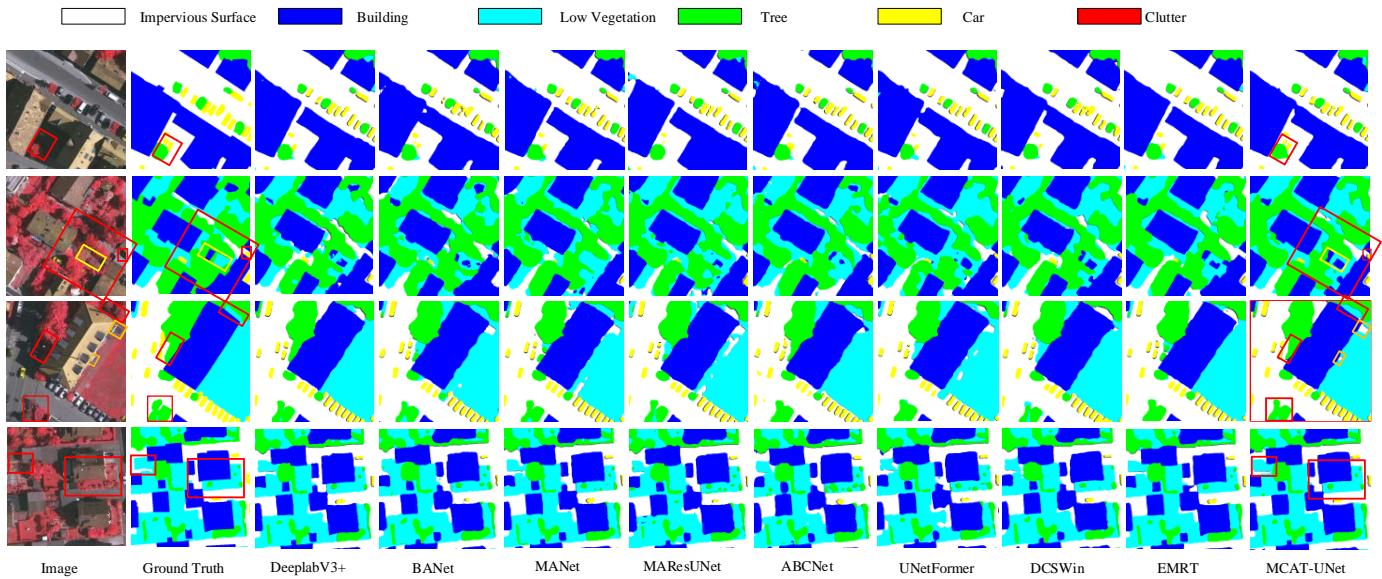 Impervious Surface Building Low Vegetation Tree Car Clutter
Image Ground Truth DeeplabV3+ BANet MANet MAResUNet ABCNet UNetFormer DCSWin EMRT MCAT-UNet